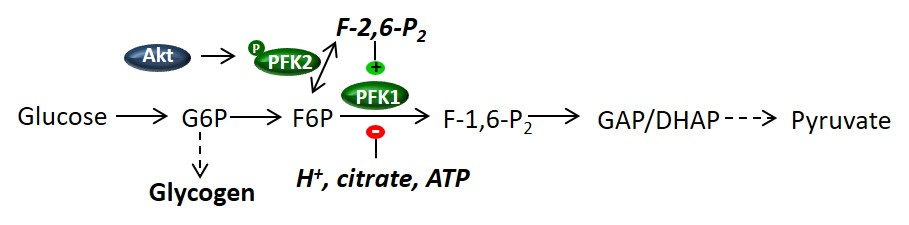 F-2,6-P₂
Akt
P
PFK2
+
PFK1
Glucose
G6P
F6P
F-1,6-P₂
GAP/DHAP
Pyruvate
-
Glycogen
H⁺, citrate, ATP